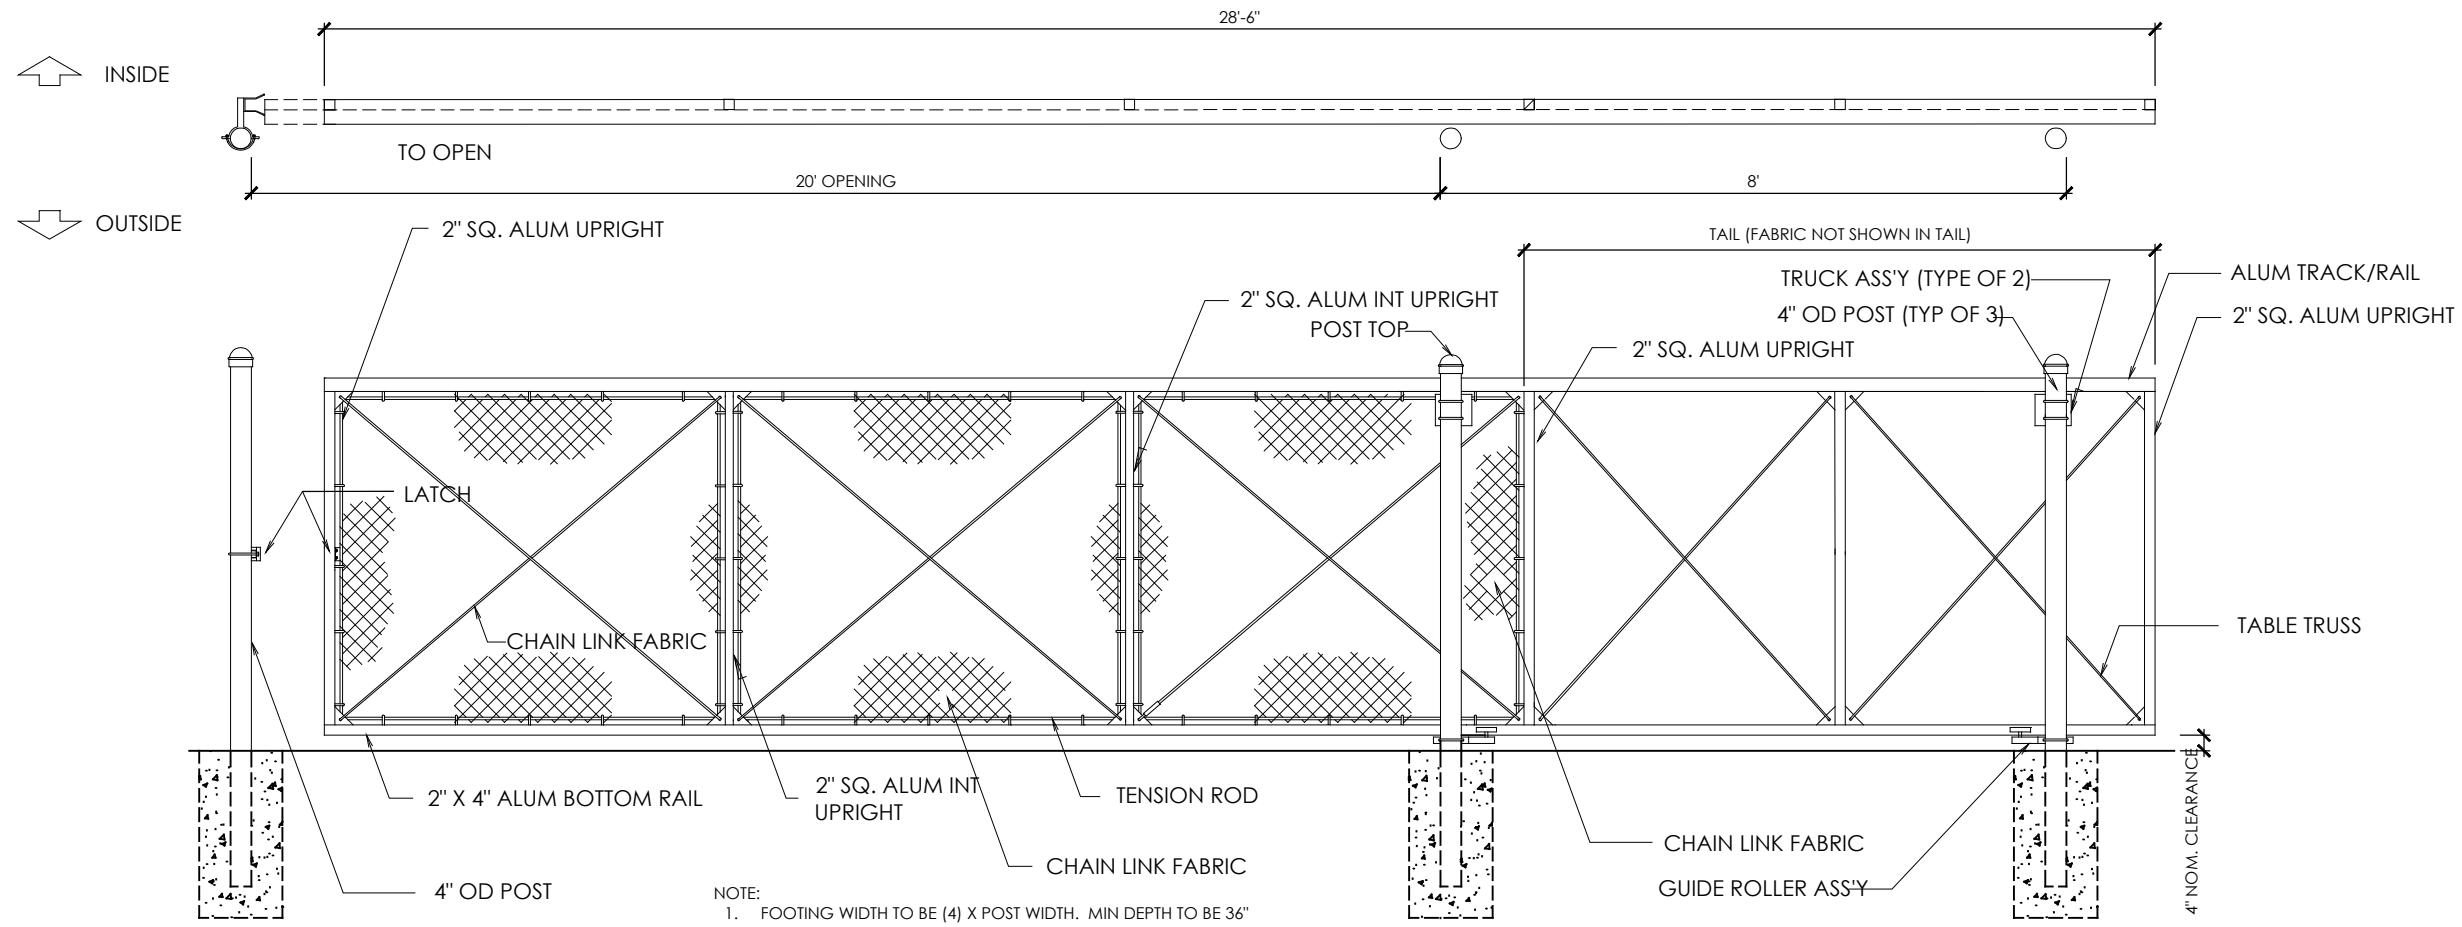 28'-6"
INSIDE
TO OPEN
20' OPENING
8'
OUTSIDE
2" SQ. ALUM UPRIGHT
TAIL (FABRIC NOT SHOWN IN TAIL)
TRUCK ASS'Y (TYPE OF 2)
ALUM TRACK/RAIL
2" SQ. ALUM INT UPRIGHT
POST TOP
4" OD POST (TYP OF 3)
2" SQ. ALUM UPRIGHT
2" SQ. ALUM UPRIGHT
LATCH
CHAIN LINK FABRIC
TABLE TRUSS
2" X 4" ALUM BOTTOM RAIL
2" SQ. ALUM INT
UPRIGHT
TENSION ROD
CHAIN LINK FABRIC
CHAIN LINK FABRIC
GUIDE ROLLER ASS'Y
4" NOM. CLEARANCE
4" OD POST
NOTE:
1. FOOTING WIDTH TO BE (4) X POST WIDTH. MIN DEPTH TO BE 36"